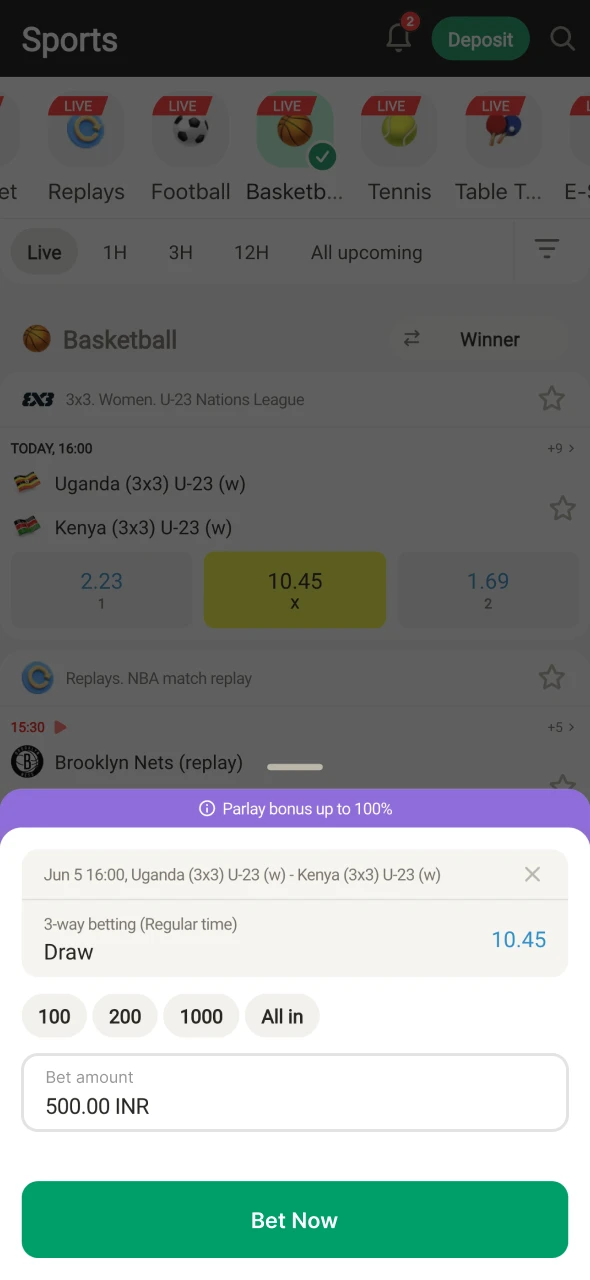 Sports
2
Deposit
LIVE LIVE LIVE LIVE LIVE
et Replays Football Basketb... Tennis Table T... E-S
Live 1H 3H 12H All upcoming
Basketball Winner
3X3 3x3. Women. U-23 Nations League
TODAY, 16:00 +9
Uganda (3x3) U-23 (w)
Kenya (3x3) U-23 (w)
2.23 10.45 1.69
1 X 2
Replays. NBA match replay
15:30 +5
B Brooklyn Nets (replay)
Parlay bonus up to 100%
Jun 5 16:00, Uganda (3x3) U-23 (w) - Kenya (3x3) U-23 (w)
3-way betting (Regular time)
Draw 10.45
100 200 1000 All in
Bet amount
500.00 INR
Bet Now